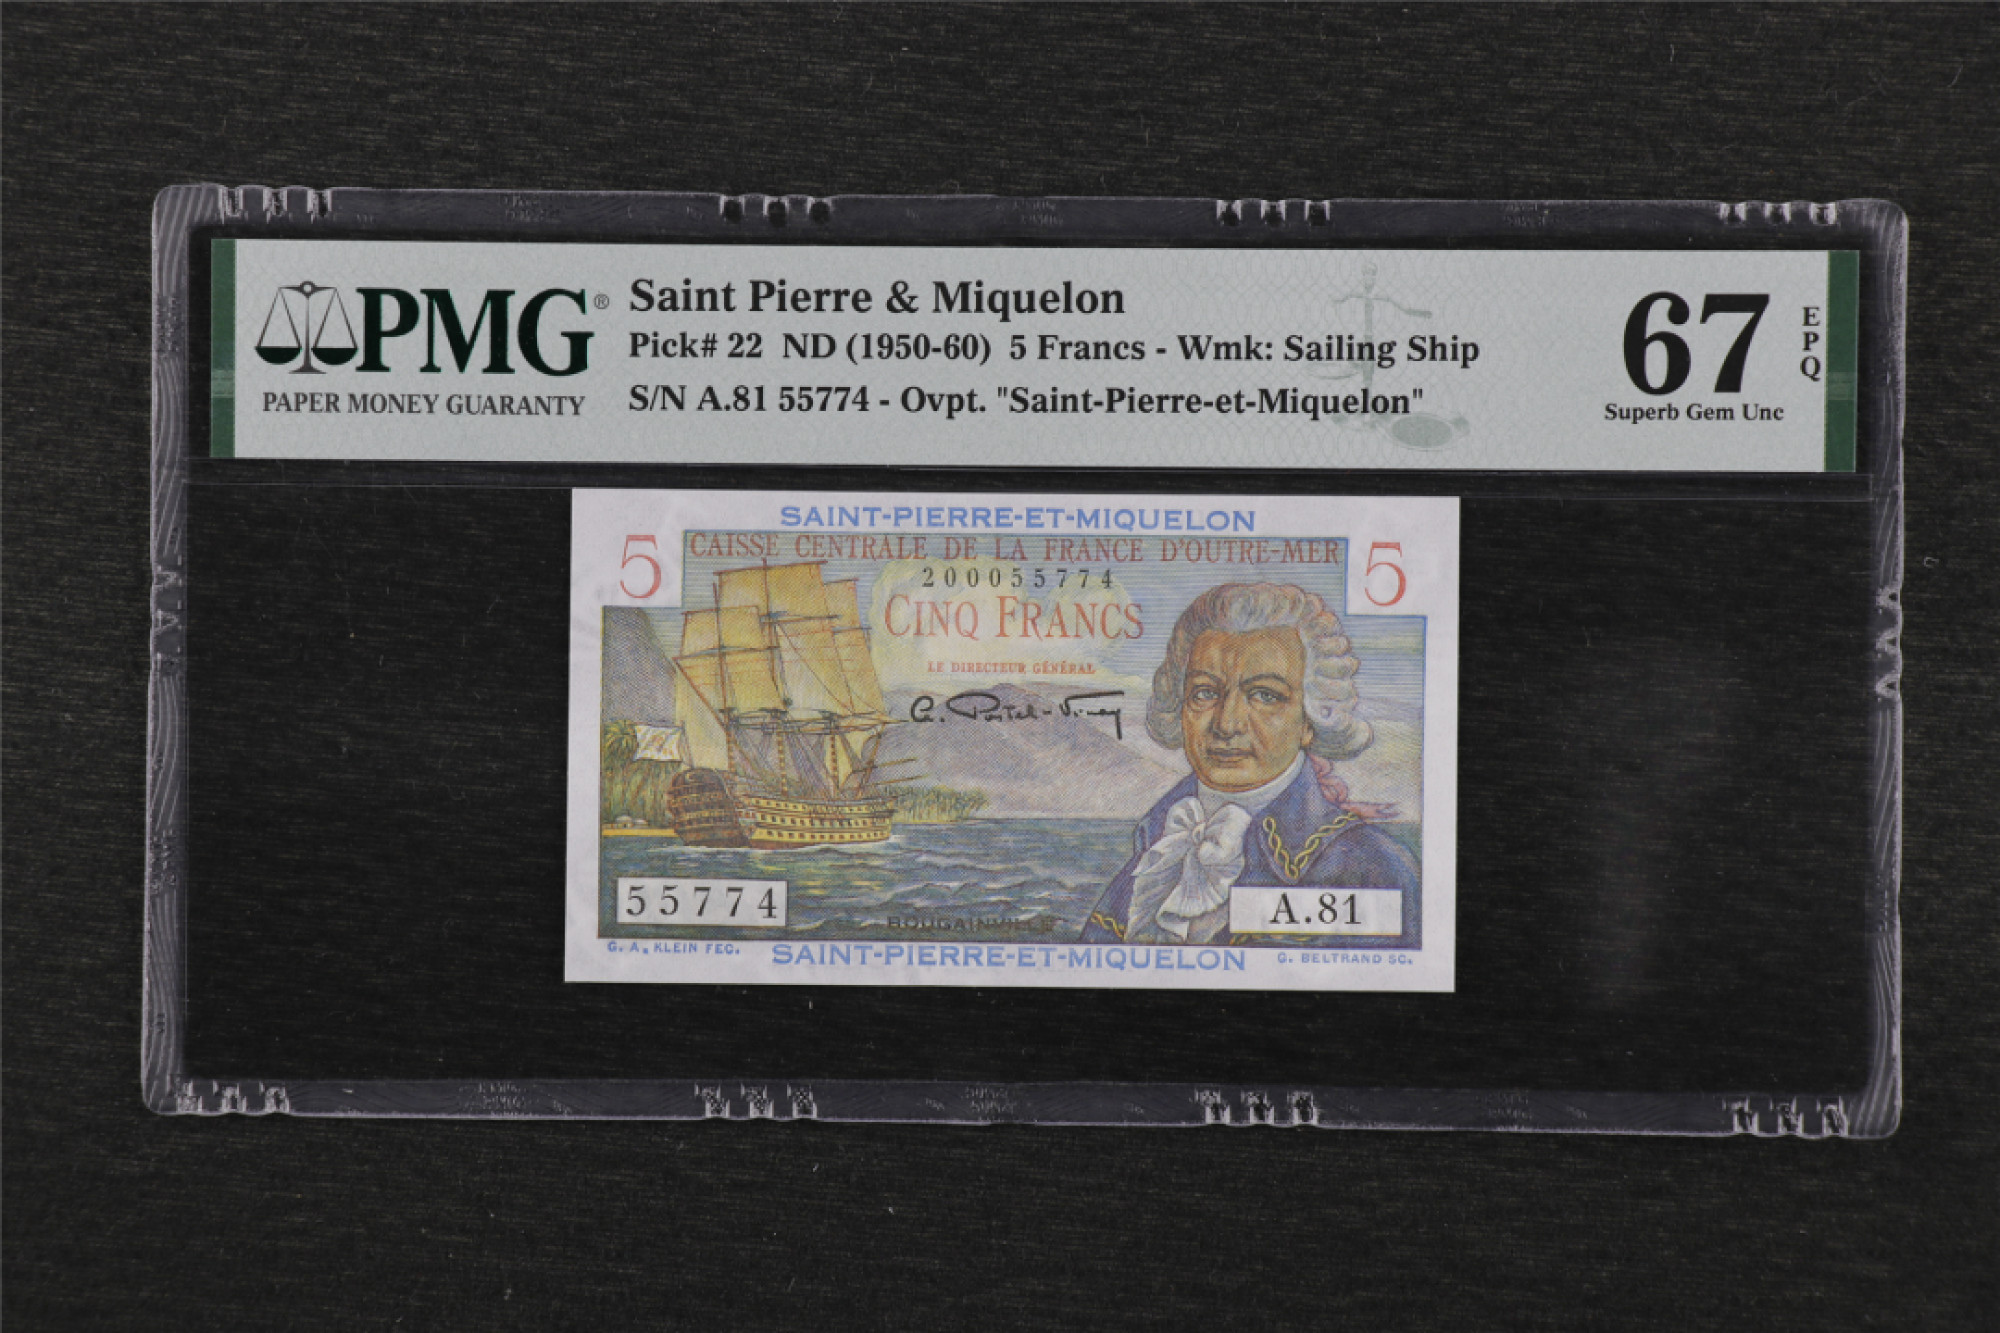 PMG®
PAPER MONEY GUARANTY
Saint Pierre & Miquelon
Pick# 22 ND (1950-60) 5 Francs - Wmk: Sailing Ship
S/N A.81 55774 - Ovpt. "Saint-Pierre-et-Miquelon"
67
EPQ
Superb Gem Unc
SAINT-PIERRE-ET-MIQUELON
5 CAISSE CENTRALE DE LA FRANCE D'OUTRE-MER 5
200055774
CINQ FRANCS
LE DIRECTEUR GÉNÉRAL
A. Postel-Vinay
55774
BOUGAINVILLE
A.81
G. A. KLEIN FEC.
SAINT-PIERRE-ET-MIQUELON
G. BELTRAND SC.